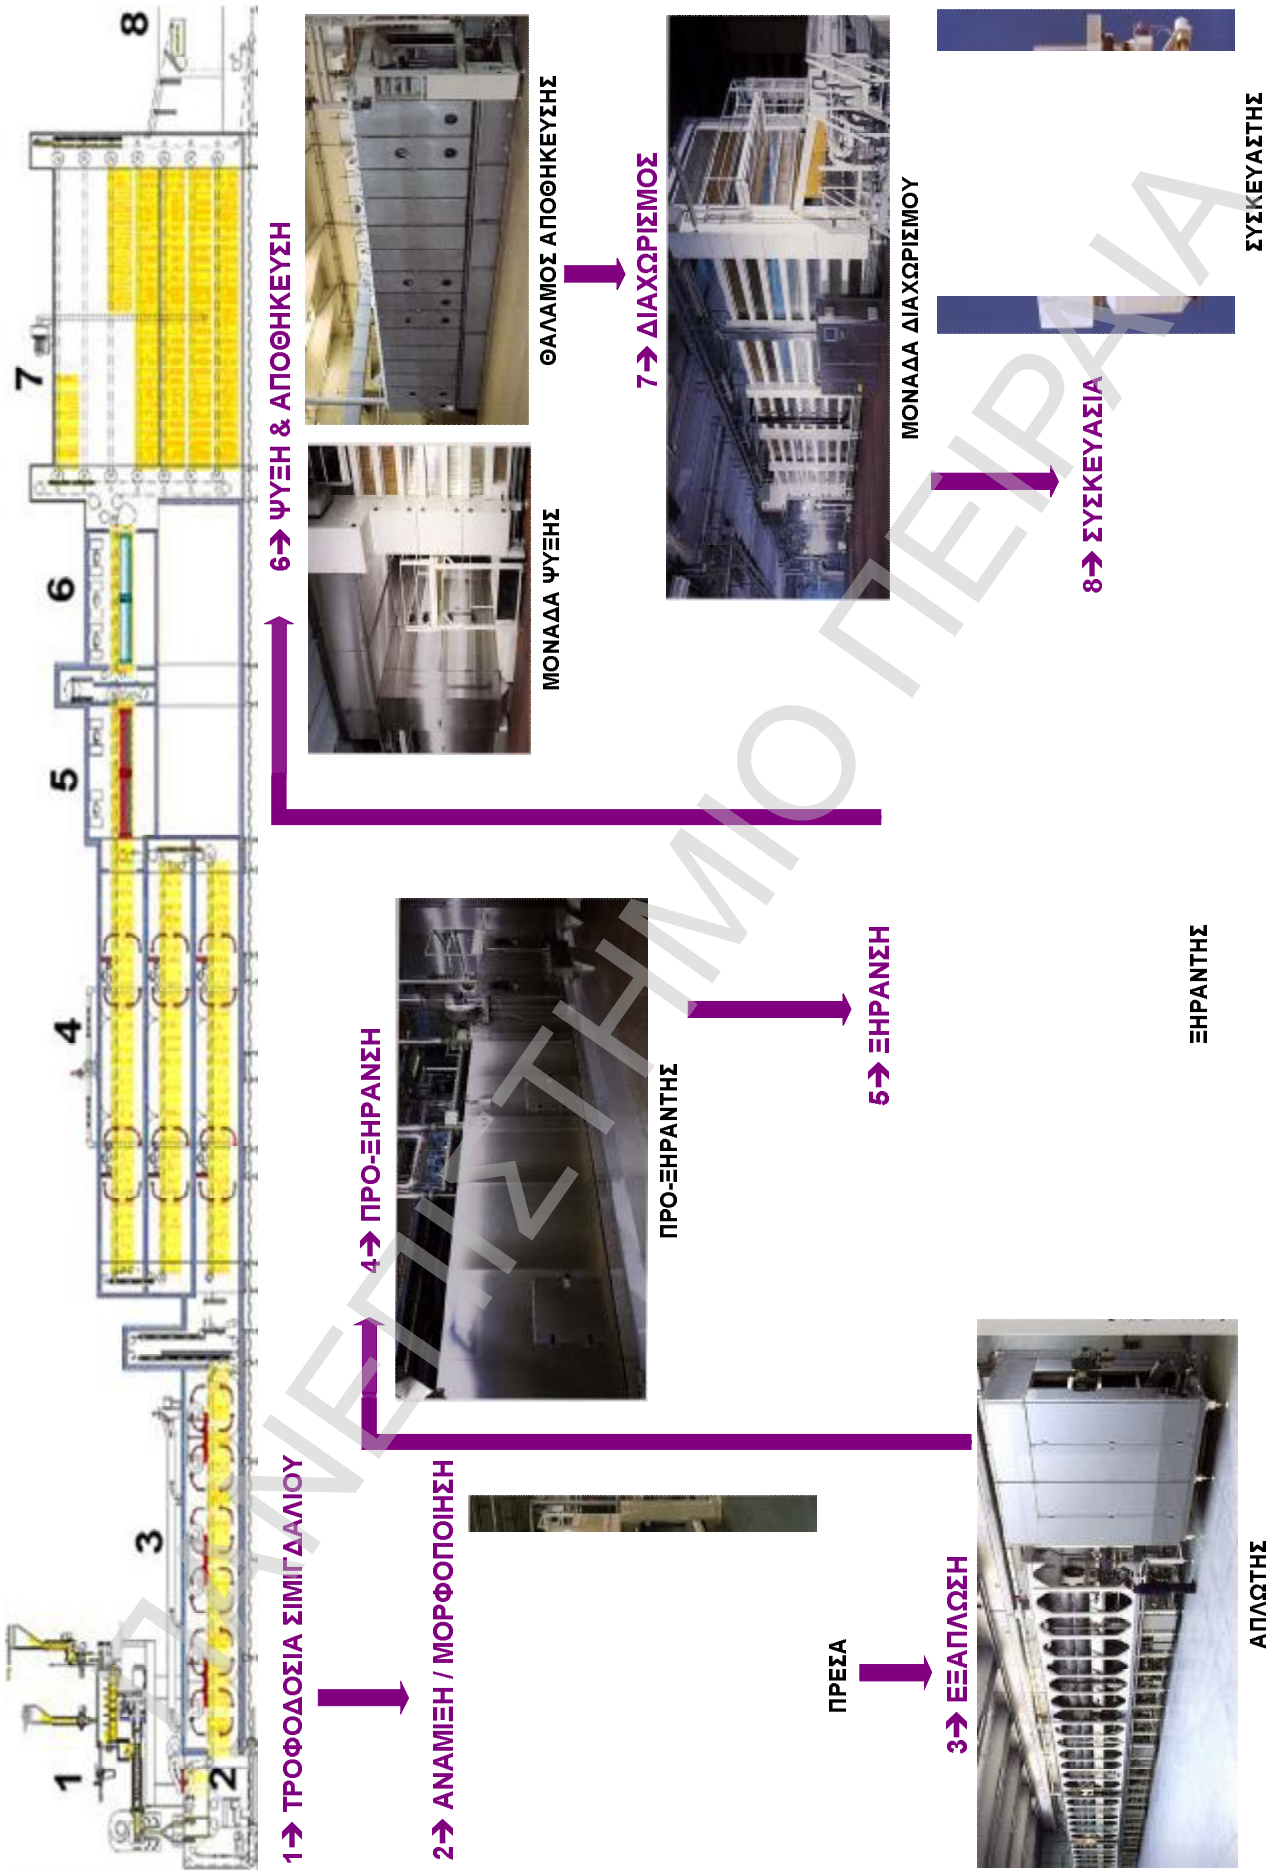 1
2
3
4
5
6
7
8
1→ ΤΡΟΦΟΔΟΣΙΑ ΣΙΜΙΓΔΑΛΙΟΥ
2→ ΑΝΑΜΙΞΗ / ΜΟΡΦΟΠΟΙΗΣΗ
ΠΡΕΣΑ
3→ ΕΞΑΠΛΩΣΗ
ΑΠΛΩΤΗΣ
4→ ΠΡΟ-ΞΗΡΑΝΣΗ
ΠΡΟ-ΞΗΡΑΝΤΗΣ
5→ ΞΗΡΑΝΣΗ
ΞΗΡΑΝΤΗΣ
6→ ΨΥΞΗ & ΑΠΟΘΗΚΕΥΣΗ
ΜΟΝΑΔΑ ΨΥΞΗΣ
ΘΑΛΑΜΟΣ ΑΠΟΘΗΚΕΥΣΗΣ
7→ ΔΙΑΧΩΡΙΣΜΟΣ
ΜΟΝΑΔΑ ΔΙΑΧΩΡΙΣΜΟΥ
8→ ΣΥΣΚΕΥΑΣΙΑ
ΣΥΣΚΕΥΑΣΤΗΣ
ΠΑΝΕΠΙΣΤΗΜΙΟ ΠΕΙΡΑΙΑ